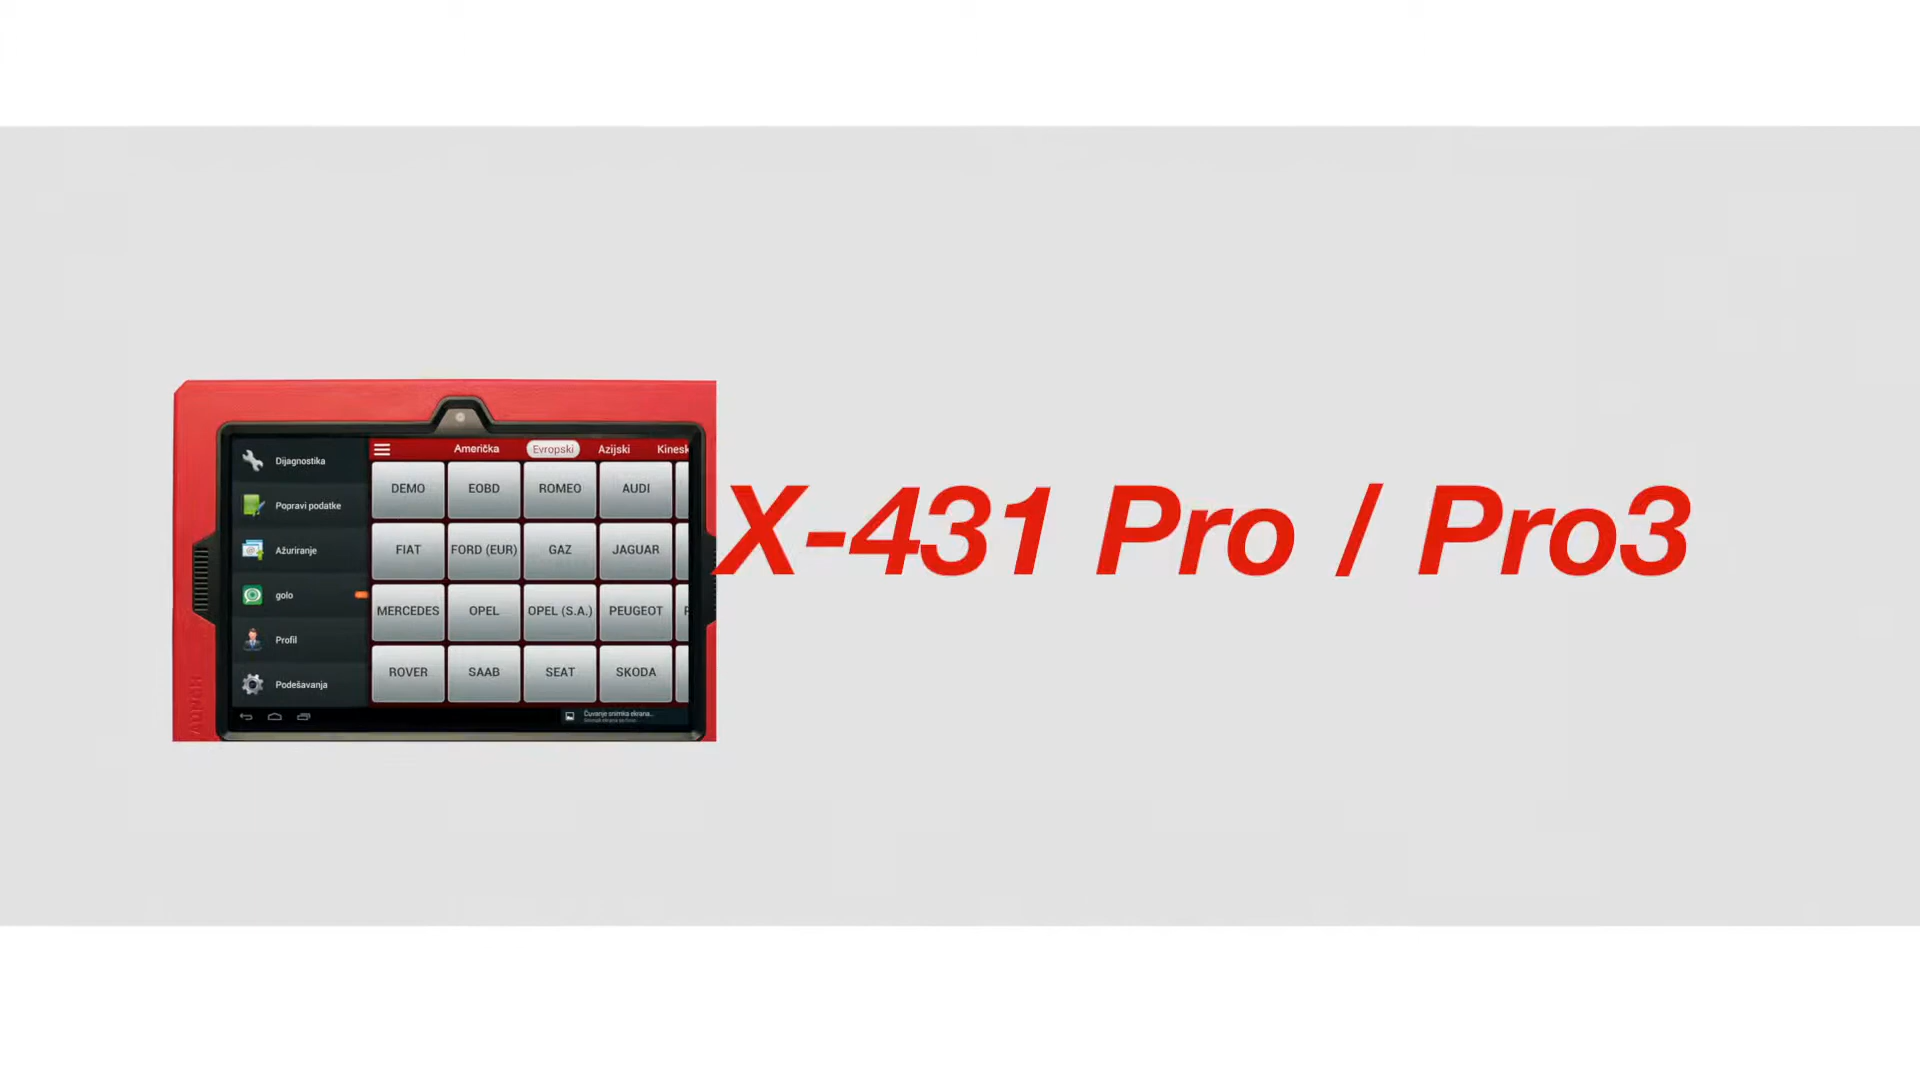 Dijagnostika
Popravi podatke
Ažuriranje
golo
Profil
Podešavanja
Američka Evropski Azijski Kinesk
DEMO EOBD ROMEO AUDI
FIAT FORD (EUR) GAZ JAGUAR
MERCEDES OPEL OPEL (S.A.) PEUGEOT
ROVER SAAB SEAT SKODA
Čuvanje snimka ekrana...
X-431 Pro / Pro3